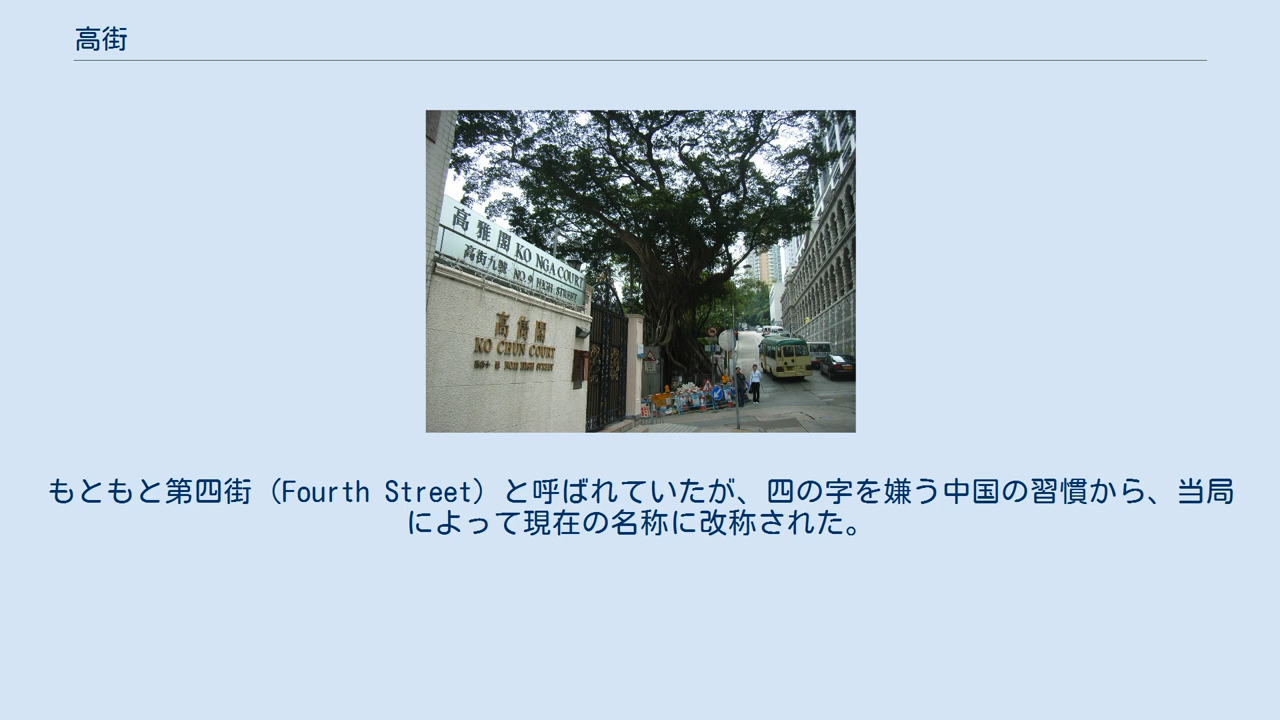 高街
高雅閣 KO NGA COURT
高街九號 NO.9 HIGH STREET
高雋閣
KO CHUN COURT
もともと第四街（Fourth Street）と呼ばれていたが、四の字を嫌う中国の習慣から、当局
によって現在の名称に改称された。